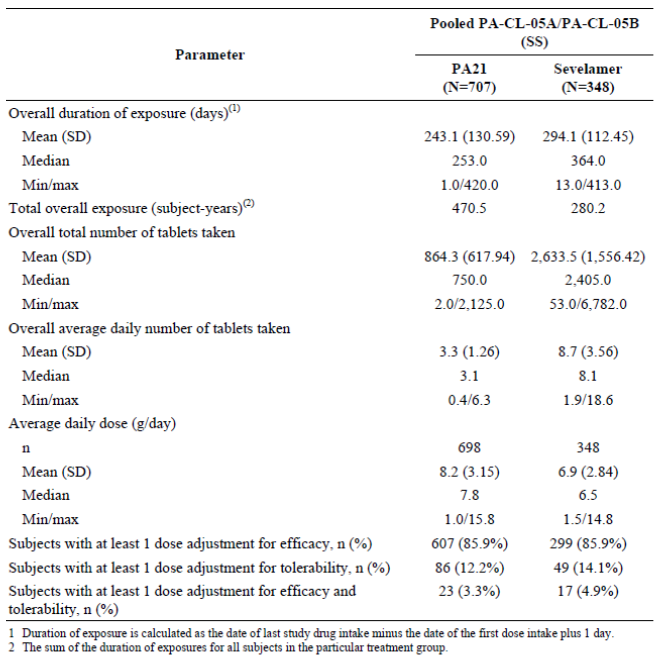 Parameter
Pooled PA-CL-05A/PA-CL-05B
(SS)
PA21
(N=707)
Sevelamer
(N=348)
Overall duration of exposure (days)(1)
Mean (SD) 243.1 (130.59) 294.1 (112.45)
Median 253.0 364.0
Min/max 1.0/420.0 13.0/413.0
Total overall exposure (subject-years)(2) 470.5 280.2
Overall total number of tablets taken
Mean (SD) 864.3 (617.94) 2,633.5 (1,556.42)
Median 750.0 2,405.0
Min/max 2.0/2,125.0 53.0/6,782.0
Overall average daily number of tablets taken
Mean (SD) 3.3 (1.26) 8.7 (3.56)
Median 3.1 8.1
Min/max 0.4/6.3 1.9/18.6
Average daily dose (g/day)
n 698 348
Mean (SD) 8.2 (3.15) 6.9 (2.84)
Median 7.8 6.5
Min/max 1.0/15.8 1.5/14.8
Subjects with at least 1 dose adjustment for efficacy, n (%) 607 (85.9%) 299 (85.9%)
Subjects with at least 1 dose adjustment for tolerability, n (%) 86 (12.2%) 49 (14.1%)
Subjects with at least 1 dose adjustment for efficacy and 23 (3.3%) 17 (4.9%)
tolerability, n (%)
1 Duration of exposure is calculated as the date of last study drug intake minus the date of the first dose intake plus 1 day.
2 The sum of the duration of exposures for all subjects in the particular treatment group.